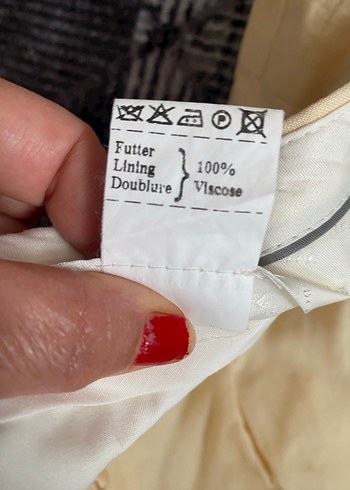 Futter
Lining
Doublure
100%
Viscose